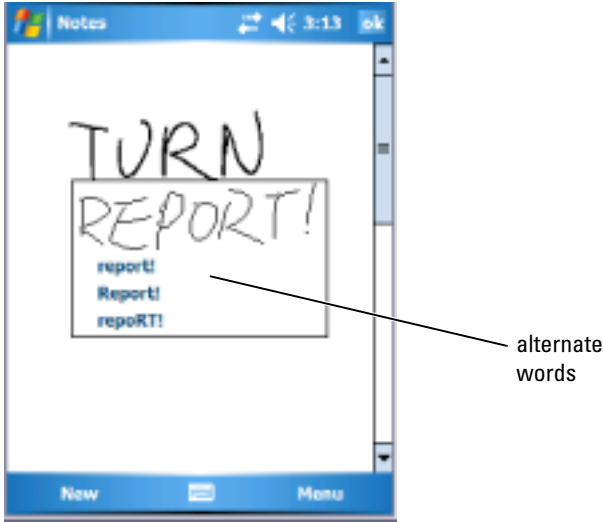 Notes 3:13 ok
TURN
REPORT!
report!
Report!
repoRT!
alternate
words
New Menu